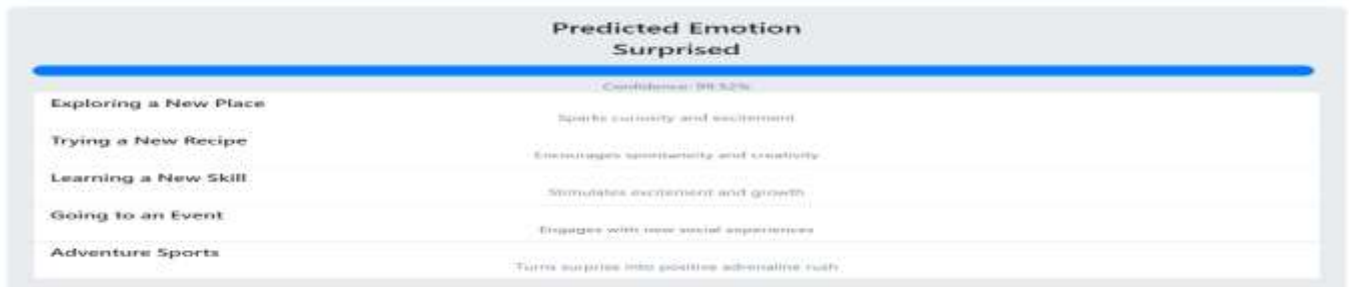 Predicted Emotion
Surprised
Confidence: 99.52%
Exploring a New Place
Sparks curiosity and excitement
Trying a New Recipe
Encourages spontaneity and creativity
Learning a New Skill
Stimulates excitement and growth
Going to an Event
Engages with new social experiences
Adventure Sports
Turns surprise into positive adrenaline rush